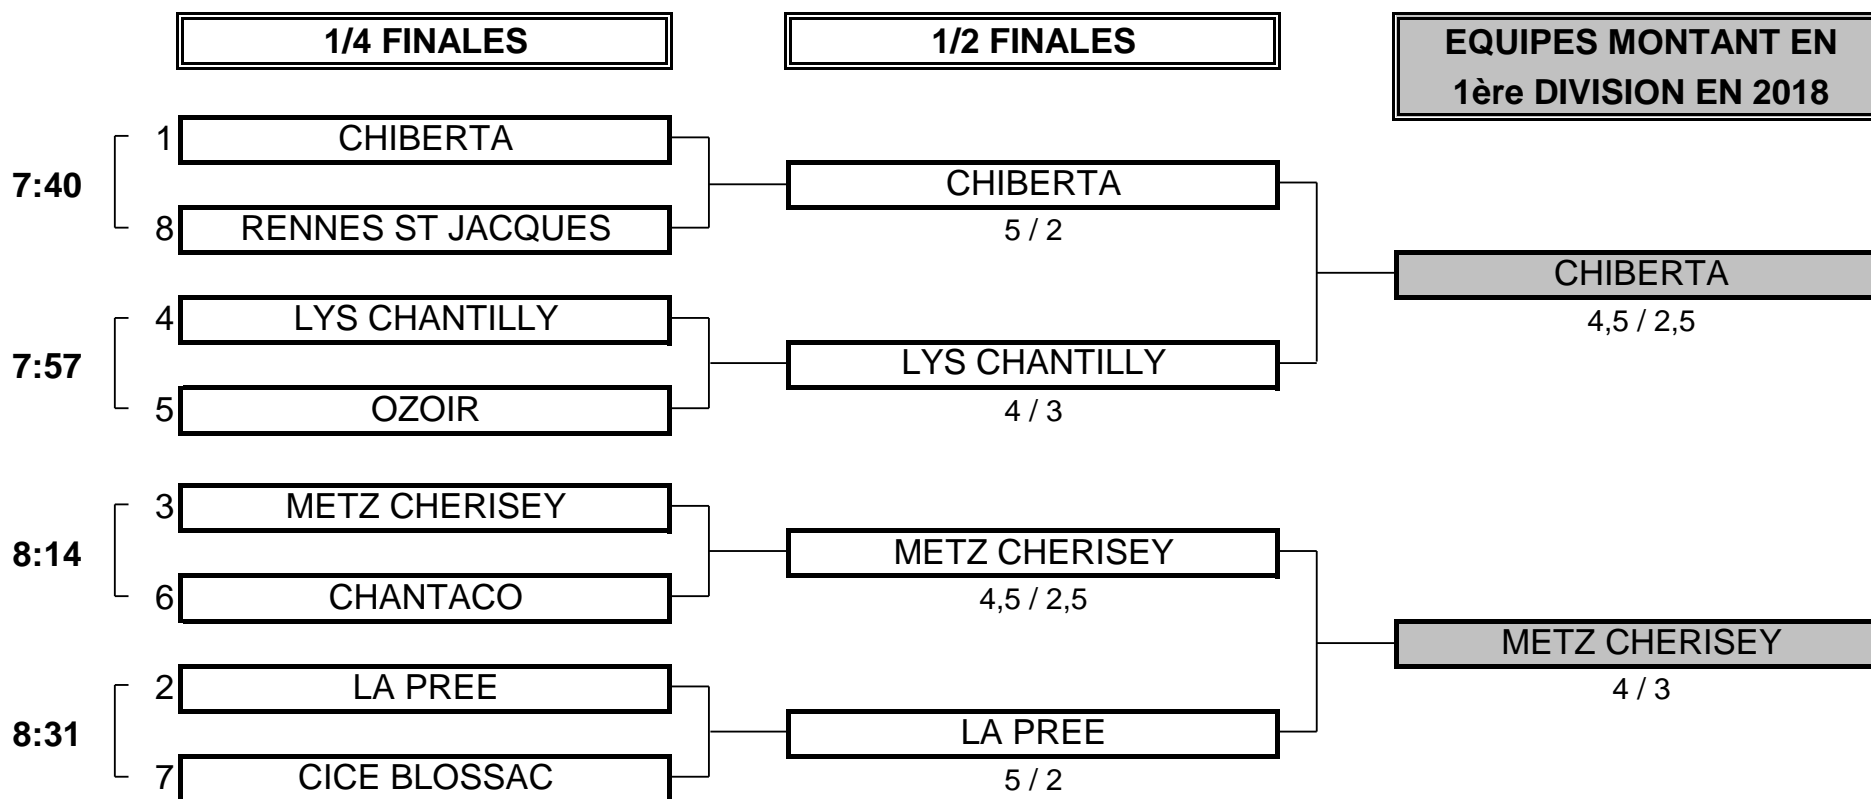 1/4 FINALES
1/2 FINALES
EQUIPES MONTANT EN
1ère DIVISION EN 2018
7:40
1 CHIBERTA
8 RENNES ST JACQUES
CHIBERTA
5 / 2
7:57
4 LYS CHANTILLY
5 OZOIR
LYS CHANTILLY
4 / 3
CHIBERTA
4,5 / 2,5
8:14
3 METZ CHERISEY
6 CHANTACO
METZ CHERISEY
4,5 / 2,5
8:31
2 LA PREE
7 CICE BLOSSAC
LA PREE
5 / 2
METZ CHERISEY
4 / 3